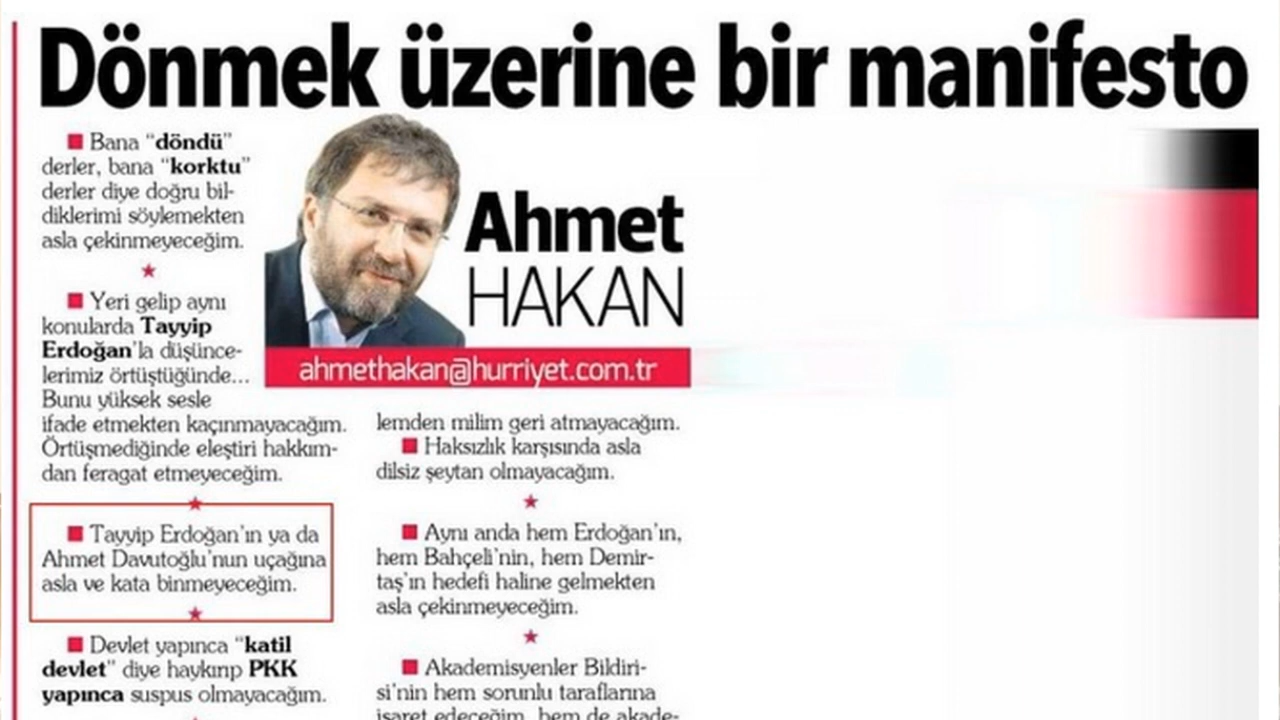 Dönmek üzerine bir manifesto
■ Bana “döndü”
derler, bana “korktu”
derler diye doğru bil-
diklerimi söylemekten
asla çekinmeyeceğim.
★
■ Yeri gelip aynı
konularda Tayyip
Erdoğan’la düşünce-
lerimiz örtüştüğünde...
Bunu yüksek sesle
ifade etmekten kaçınmayacağım.
Örtüşmediğinde eleştiri hakkım-
dan feragat etmeyeceğim.
★
■ Tayyip Erdoğan’ın ya da
Ahmet Davutoğlu’nun uçağına
asla ve kata binmeyeceğim.
★
■ Devlet yapınca “katil
devlet” diye haykırıp PKK
yapınca suspus olmayacağım.
Ahmet
HAKAN
ahmethakan@hurriyet.com.tr
lemden milim geri atmayacağım.
■ Haksızlık karşısında asla
dilsiz şeytan olmayacağım.
★
■ Aynı anda hem Erdoğan’ın,
hem Bahçeli’nin, hem Demir-
taş’ın hedefi haline gelmekten
asla çekinmeyeceğim.
★
■ Akademisyenler Bildiri-
si’nin hem sorunlu taraflarına
işaret edeceğim, hem de akade-